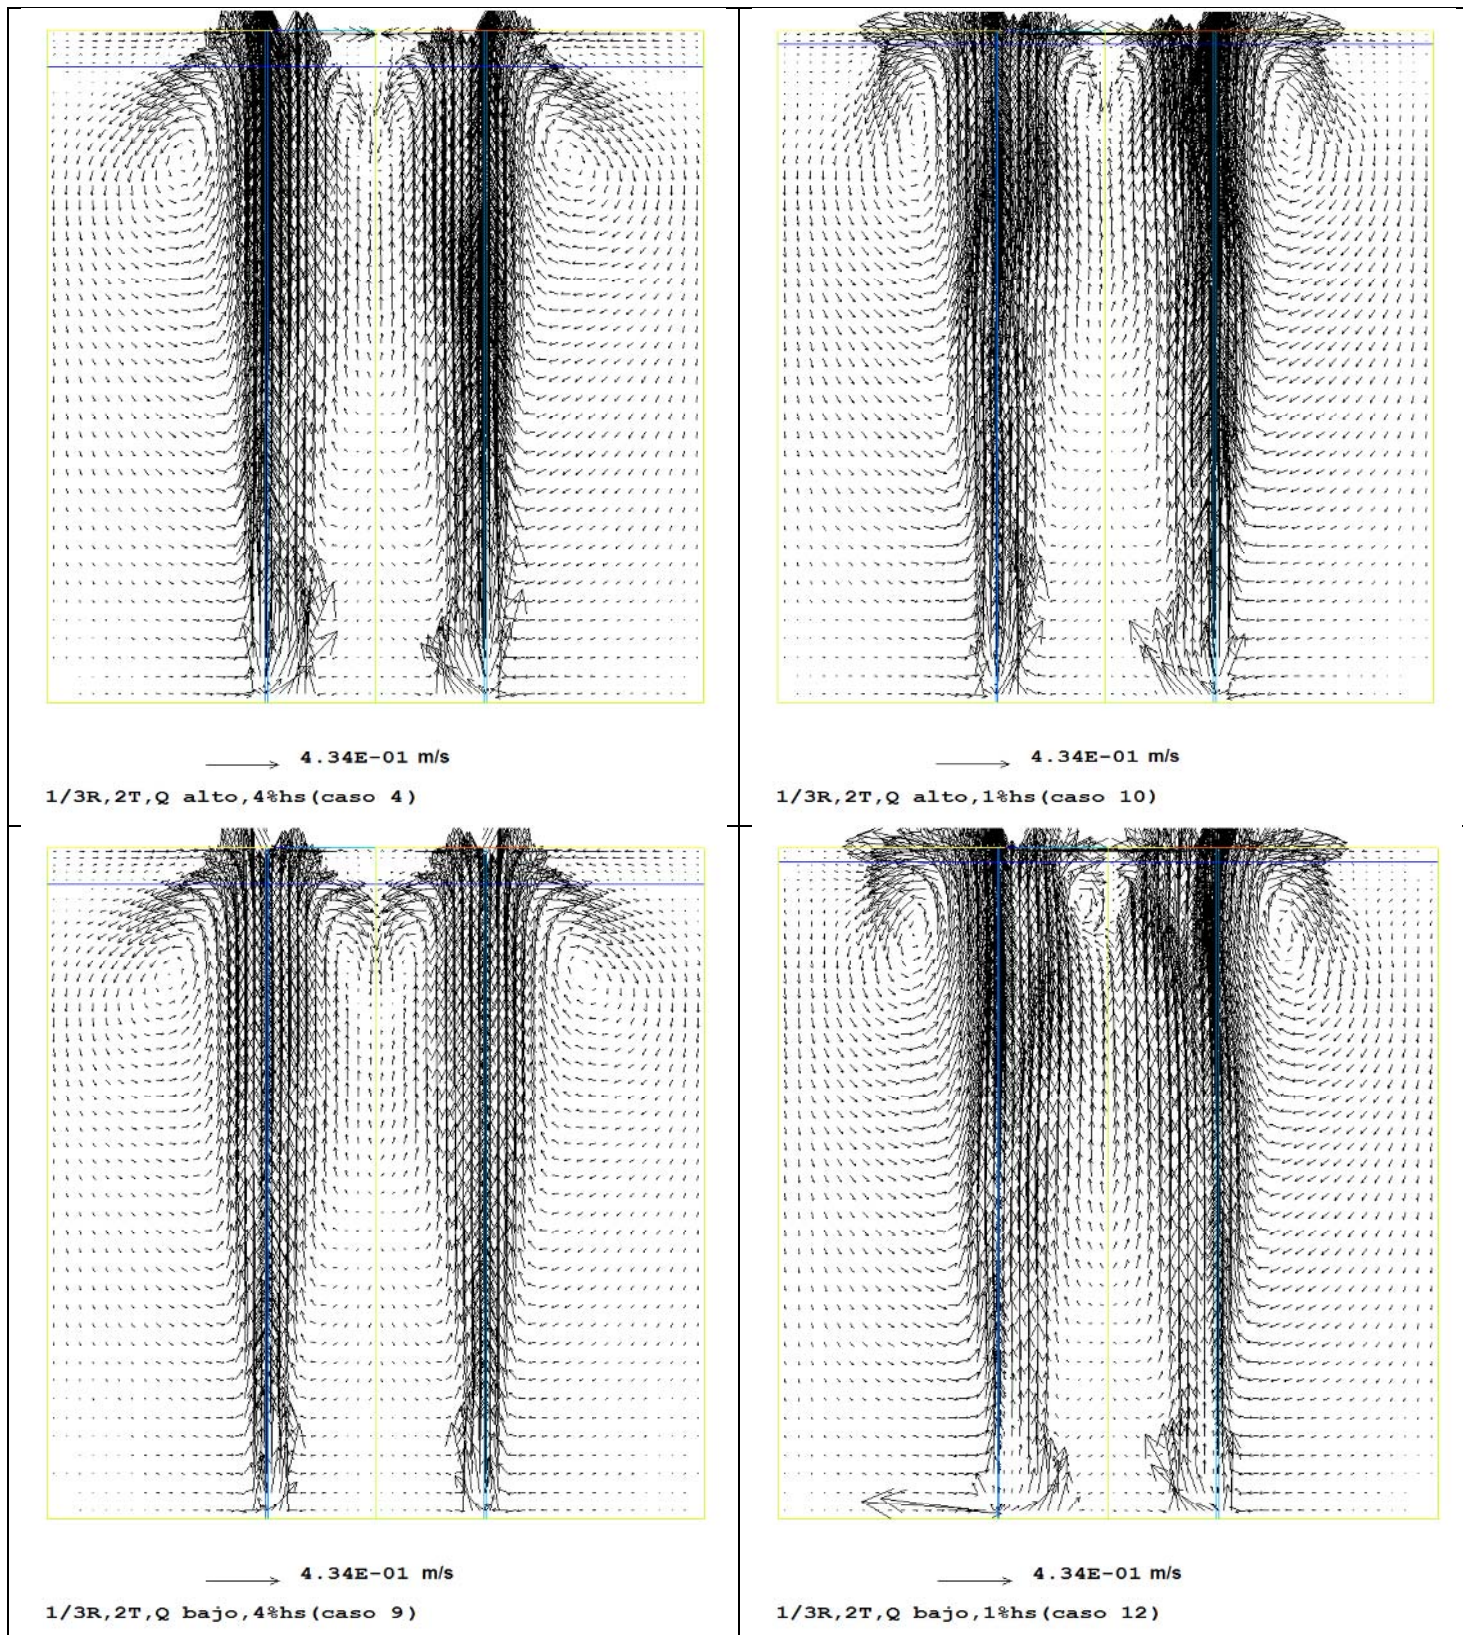 4.34E-01 m/s
1/3R,2T,Q alto,4%hs(caso 4)
4.34E-01 m/s
1/3R,2T,Q alto,1%hs(caso 10)
4.34E-01 m/s
1/3R,2T,Q bajo,4%hs(caso 9)
4.34E-01 m/s
1/3R,2T,Q bajo,1%hs(caso 12)